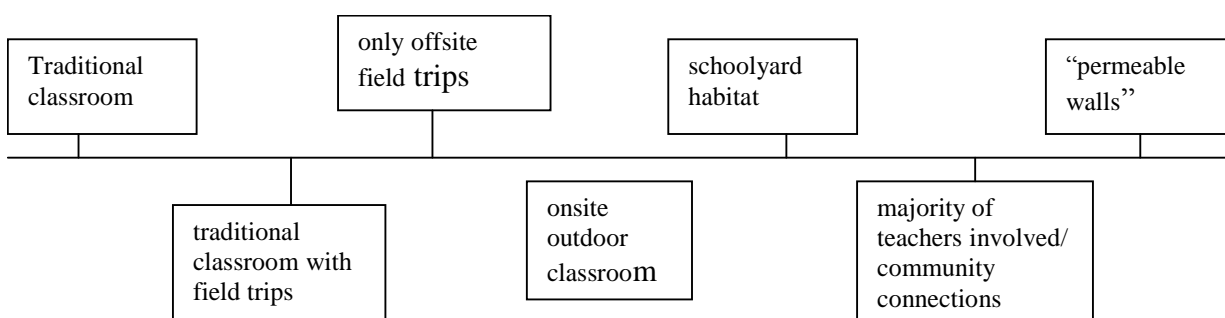 Traditional
classroom
traditional
classroom with
field trips
only offsite
field trips
onsite
outdoor
classroom
schoolyard
habitat
majority of
teachers involved/
community
connections
“permeable
walls”